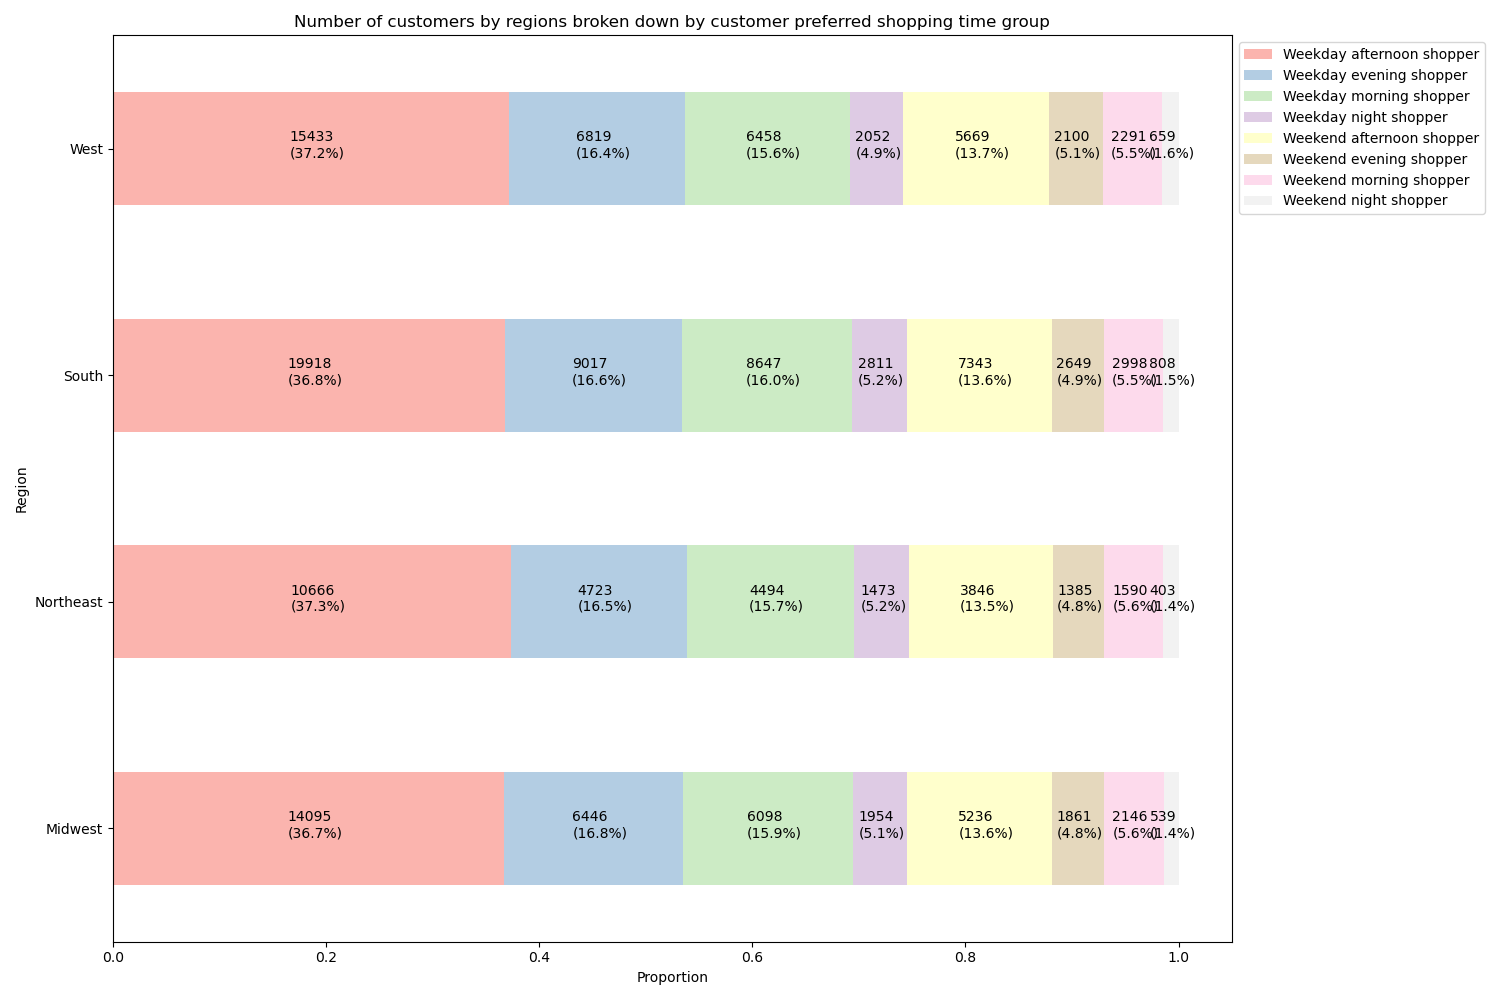 Number of customers by regions broken down by customer preferred shopping time group
Weekday afternoon shopper
Weekday evening shopper
Weekday morning shopper
Weekday night shopper
Weekend afternoon shopper
Weekend evening shopper
Weekend morning shopper
Weekend night shopper
Region
West
15433 6819 6458 2052 5669 2100 2291 659
(37.2%) (16.4%) (15.6%) (4.9%) (13.7%) (5.1%) (5.5%) (1.6%)
South
19918 9017 8647 2811 7343 2649 2998 808
(36.8%) (16.6%) (16.0%) (5.2%) (13.6%) (4.9%) (5.5%) (1.5%)
Northeast
10666 4723 4494 1473 3846 1385 1590 403
(37.3%) (16.5%) (15.7%) (5.2%) (13.5%) (4.8%) (5.6%) (1.4%)
Midwest
14095 6446 6098 1954 5236 1861 2146 539
(36.7%) (16.8%) (15.9%) (5.1%) (13.6%) (4.8%) (5.6%) (1.4%)
0.0 0.2 0.4 0.6 0.8 1.0
Proportion